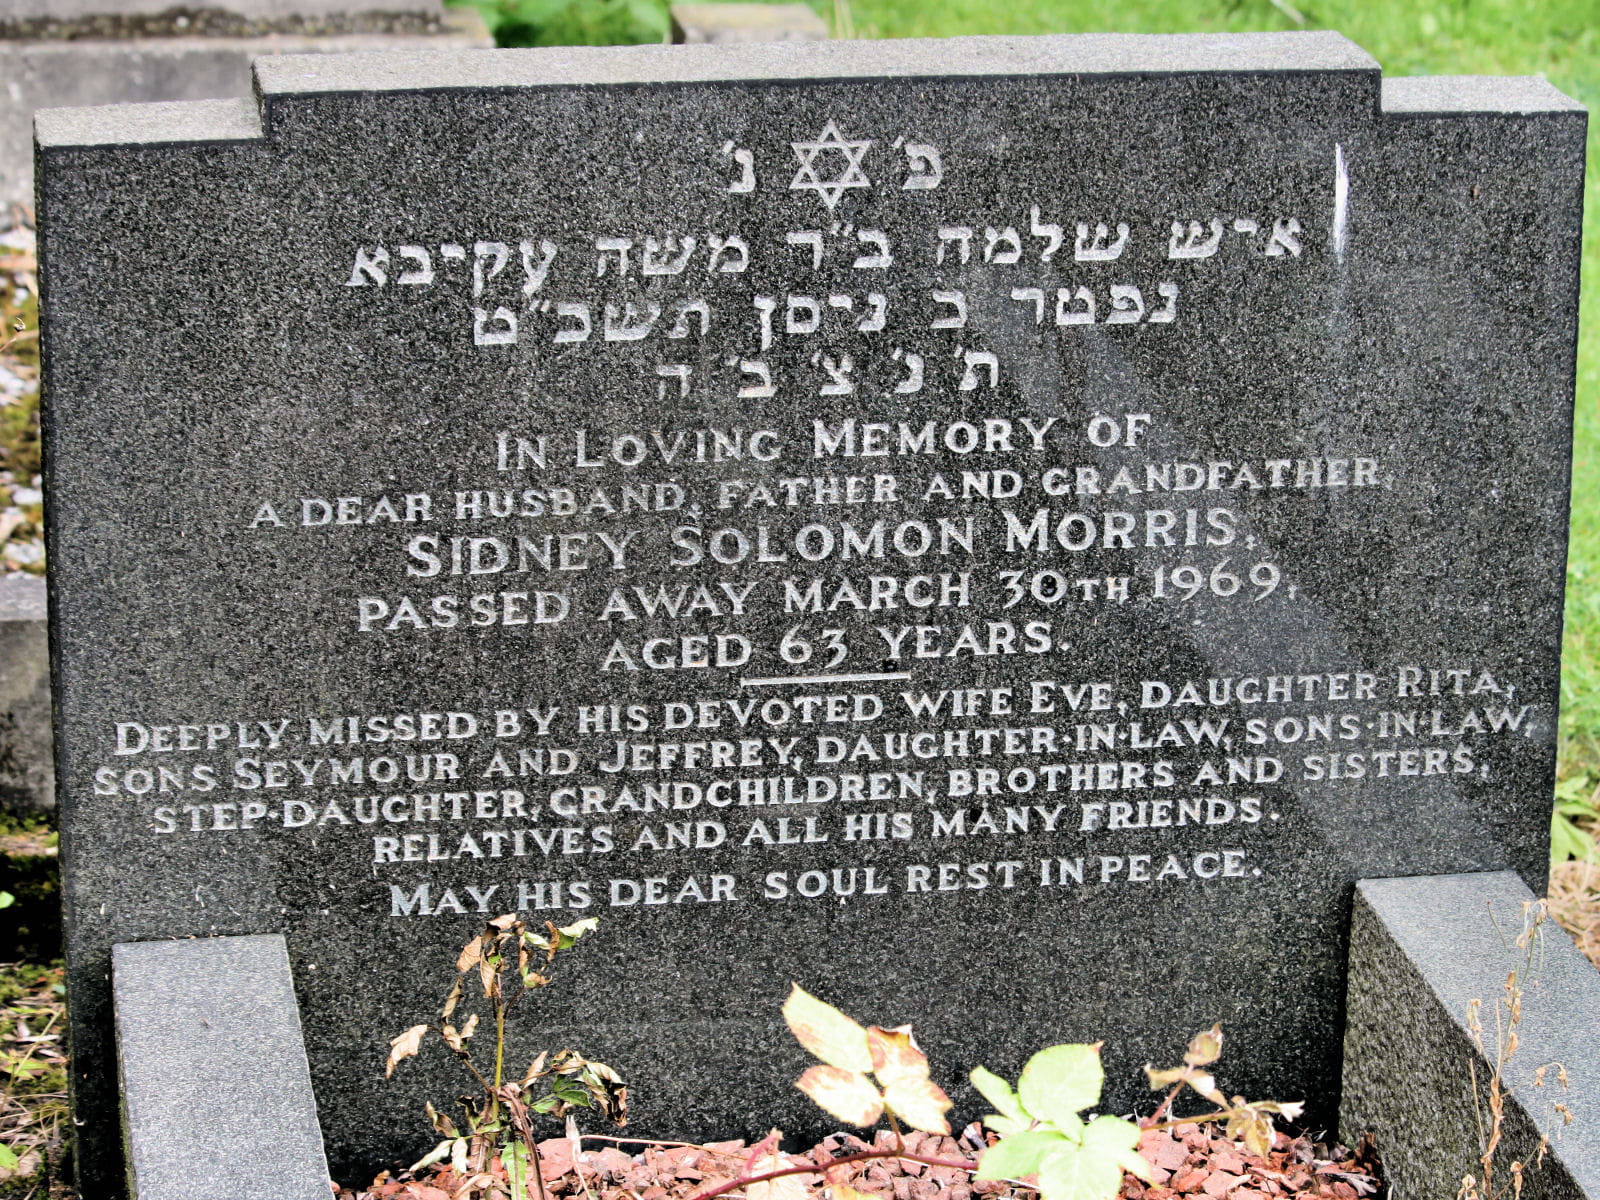 פ׳ נ׳
איש שלמה ב״ר משה עקיבא
נפטר כ ניסן תשכ״ט
ת׳ נ׳ צ׳ ב׳ ה
IN LOVING MEMORY OF
A DEAR HUSBAND, FATHER AND GRANDFATHER,
SIDNEY SOLOMON MORRIS,
PASSED AWAY MARCH 30TH 1969,
AGED 63 YEARS.
DEEPLY MISSED BY HIS DEVOTED WIFE EVE, DAUGHTER RITA,
SONS SEYMOUR AND JEFFREY, DAUGHTER·IN·LAW, SONS·IN·LAW,
STEP·DAUGHTER, GRANDCHILDREN, BROTHERS AND SISTERS,
RELATIVES AND ALL HIS MANY FRIENDS.
MAY HIS DEAR SOUL REST IN PEACE.